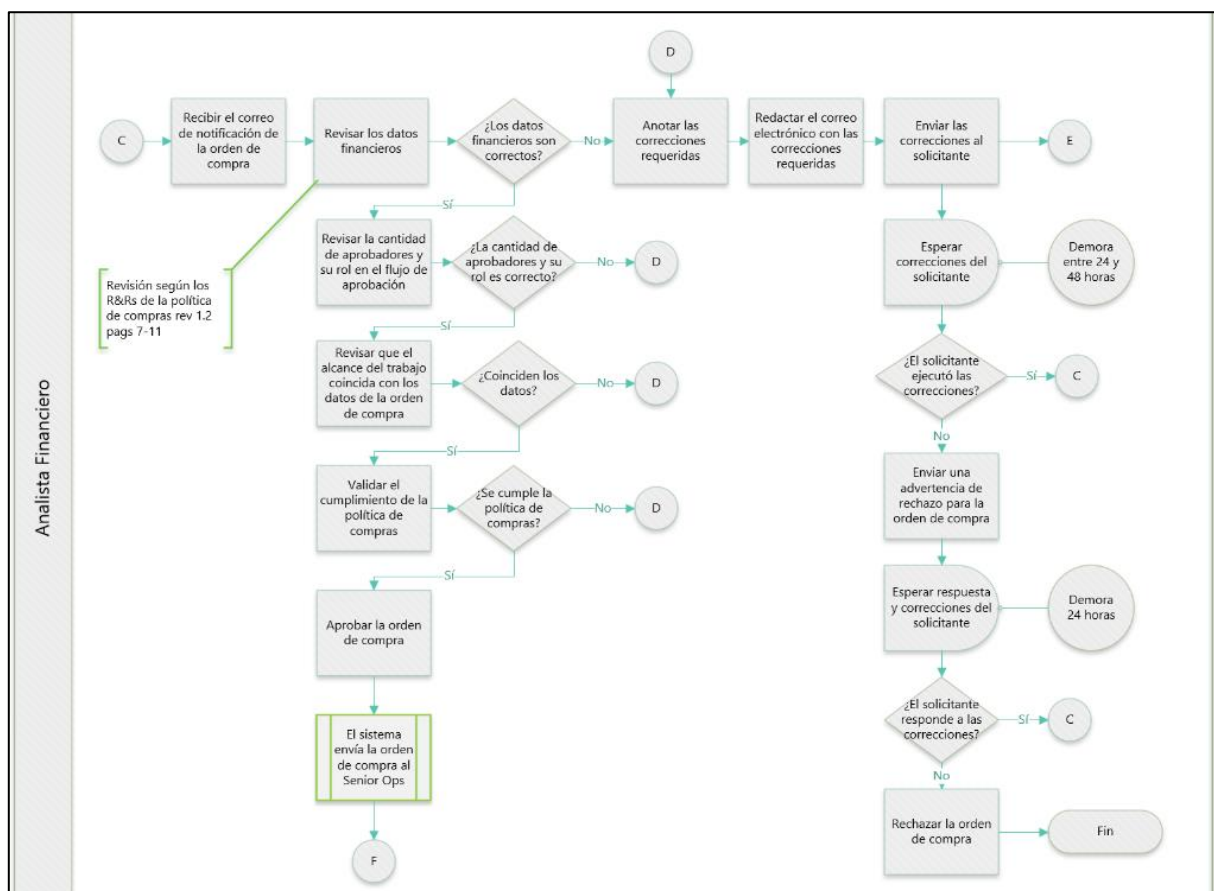 Analista Financiero
D
C
Recibir el correo
de notificación de
la orden de
compra
Revisar los datos
financieros
¿Los datos
financieros son
correctos?
No
Anotar las
correcciones
requeridas
Redactar el correo
electrónico con las
correcciones
requeridas
Enviar las
correcciones al
solicitante
E
Sí
Revisar la cantidad
de aprobadores y
su rol en el flujo de
aprobación
¿La cantidad de
aprobadores y su
rol es correcto?
No
D
Esperar
correcciones del
solicitante
Demora
entre 24 y
48 horas
Revisión según los
R&Rs de la política
de compras rev 1.2
pags 7-11
Sí
Revisar que el
alcance del trabajo
coincida con los
datos de la orden
de compra
¿Coinciden los
datos?
No
D
¿El solicitante
ejecutó las
correcciones?
Sí
C
No
Sí
Validar el
cumplimiento de la
política de
compras
¿Se cumple la
política de
compras?
No
D
Enviar una
advertencia de
rechazo para la
orden de compra
Sí
Aprobar la orden
de compra
Esperar respuesta
y correcciones del
solicitante
Demora
24 horas
El sistema
envía la orden
de compra al
Senior Ops
¿El solicitante
responde a las
correcciones?
Sí
C
No
F
Rechazar la orden
de compra
Fin